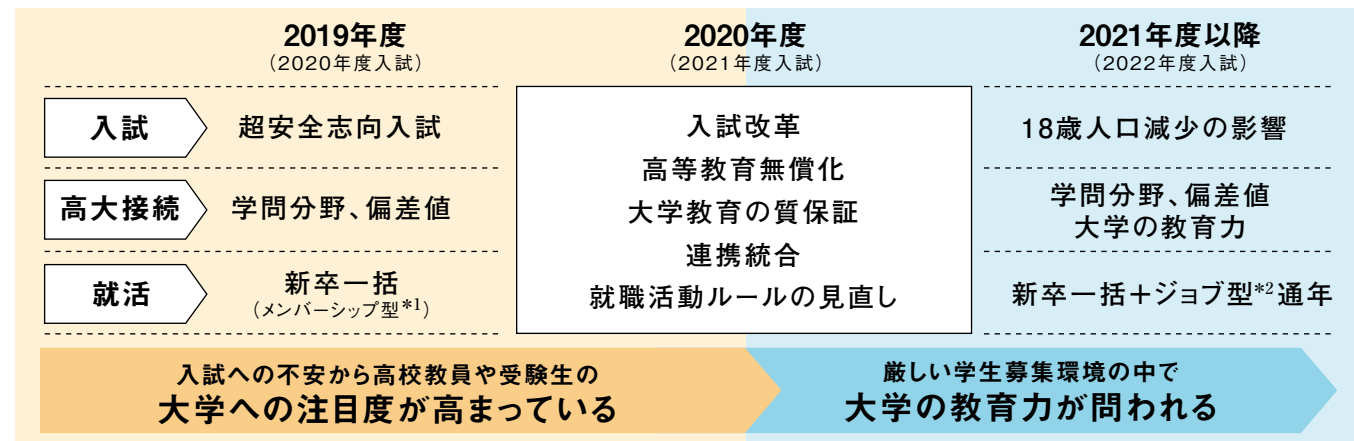 2019年度
（2020年度入試）
2020年度
（2021年度入試）
2021年度以降
（2022年度入試）
入試
超安全志向入試
高大接続
学問分野、偏差値
就活
新卒一括
（メンバーシップ型*1）
入試改革
高等教育無償化
大学教育の質保証
連携統合
就職活動ルールの見直し
18歳人口減少の影響
学問分野、偏差値
大学の教育力
新卒一括＋ジョブ型*2通年
入試への不安から高校教員や受験生の
大学への注目度が高まっている
厳しい学生募集環境の中で
大学の教育力が問われる